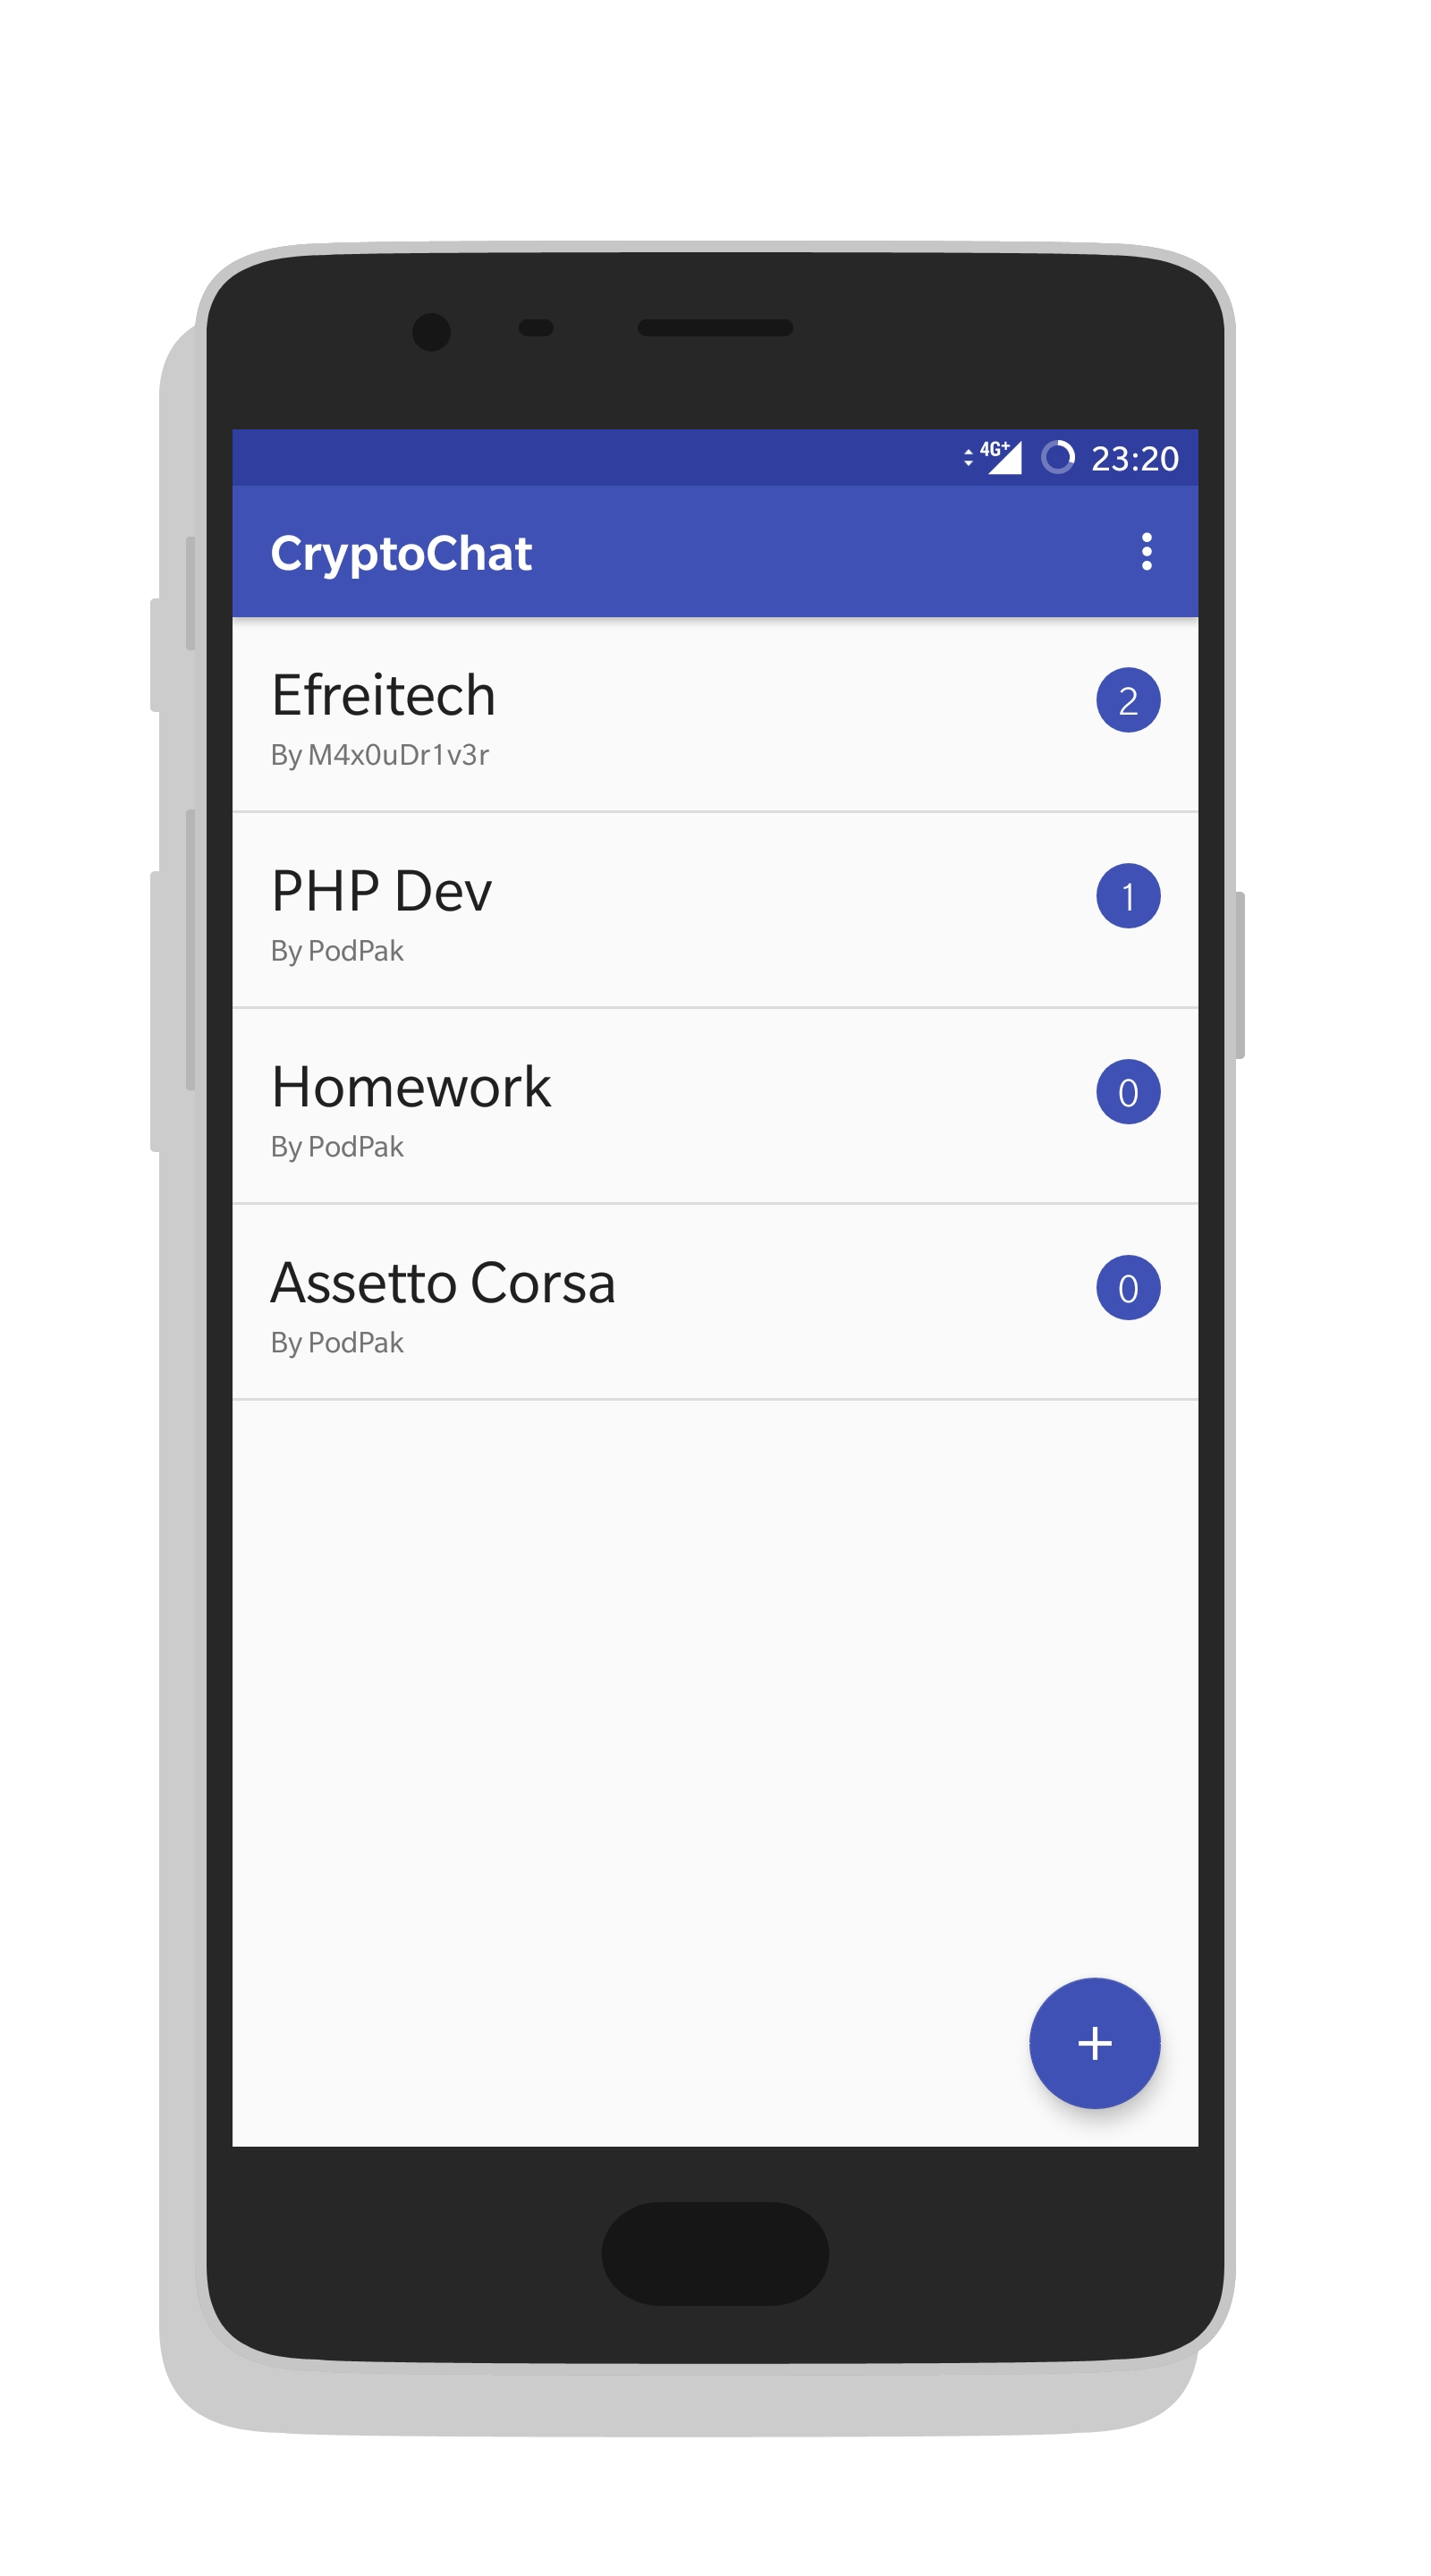 4G+ 23:20
CryptoChat
Efreitech 2
By M4x0uDr1v3r
PHP Dev 1
By PodPak
Homework 0
By PodPak
Assetto Corsa 0
By PodPak
+